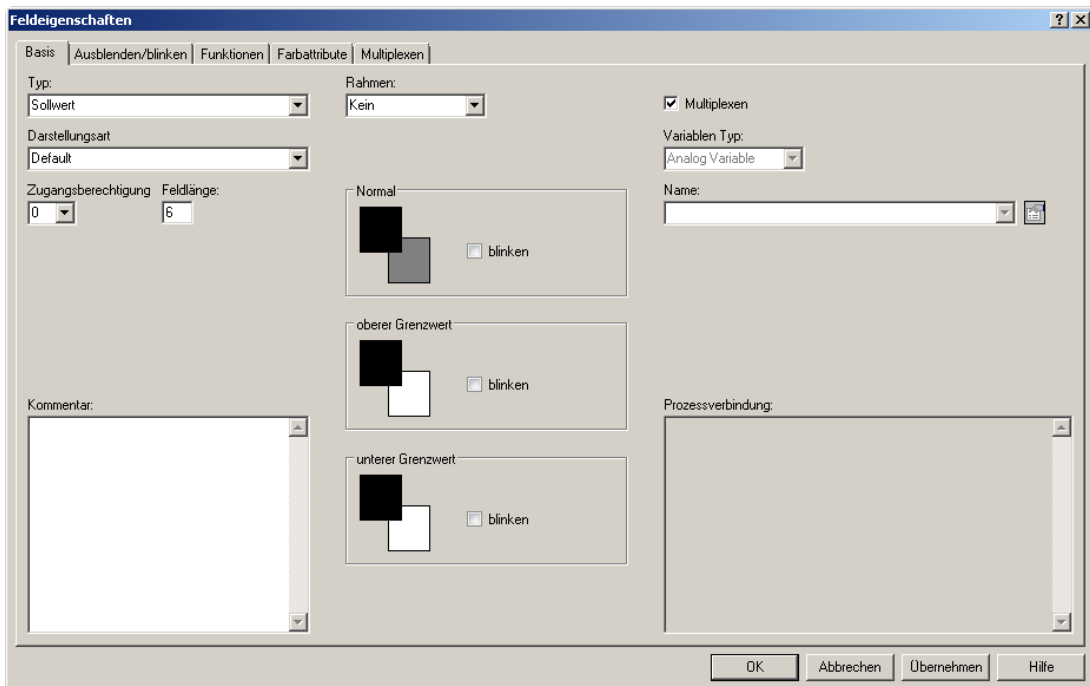 Feldeigenschaften
Basis Ausblenden/blinken Funktionen Farbattribute Multiplexen
Typ:
Sollwert
Rahmen:
Kein
Multiplexen
Darstellungsart
Default
Variablen Typ:
Analog Variable
Zugangsberechtigung Feldlänge:
0 6
Normal
blinken
Name:
oberer Grenzwert
blinken
Kommentar:
Prozessverbindung:
unterer Grenzwert
blinken
OK Abbrechen Übernehmen Hilfe